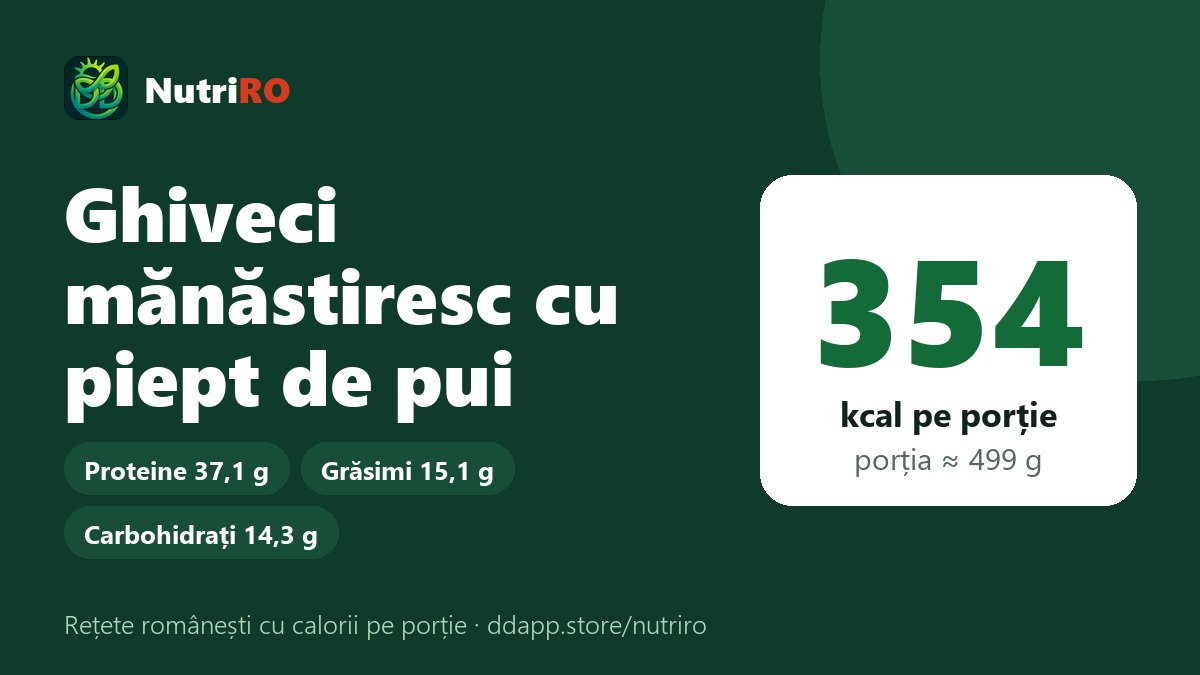 NutriRO
Ghiveci
mănăstiresc cu
piept de pui
Proteine 37,1 g
Grăsimi 15,1 g
Carbohidrați 14,3 g
354
kcal pe porție
porția ≈ 499 g
Rețete românești cu calorii pe porție · ddapp.store/nutriro